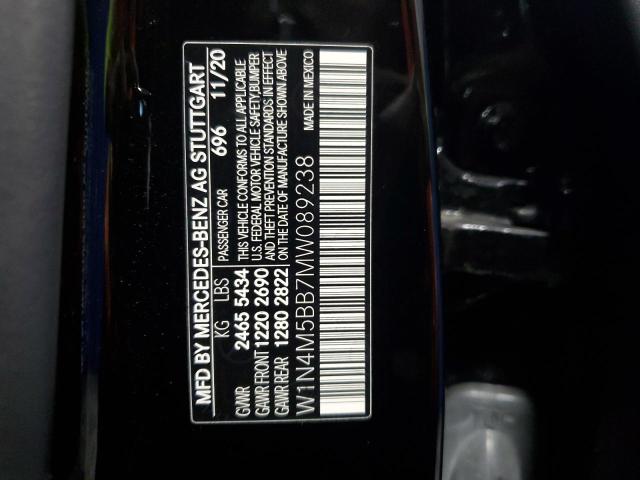 MFD BY MERCEDES-BENZ AG STUTTGART
KG LBS PASSENGER CAR 696 11/20
GVWR 2465 5434
GAWR FRONT 1220 2690
GAWR REAR 1280 2822
THIS VEHICLE CONFORMS TO ALL APPLICABLE
U.S. FEDERAL MOTOR VEHICLE SAFETY, BUMPER
AND THEFT PREVENTION STANDARDS IN EFFECT
ON THE DATE OF MANUFACTURE SHOWN ABOVE
W1N4M5BB7MW089238 MADE IN MEXICO